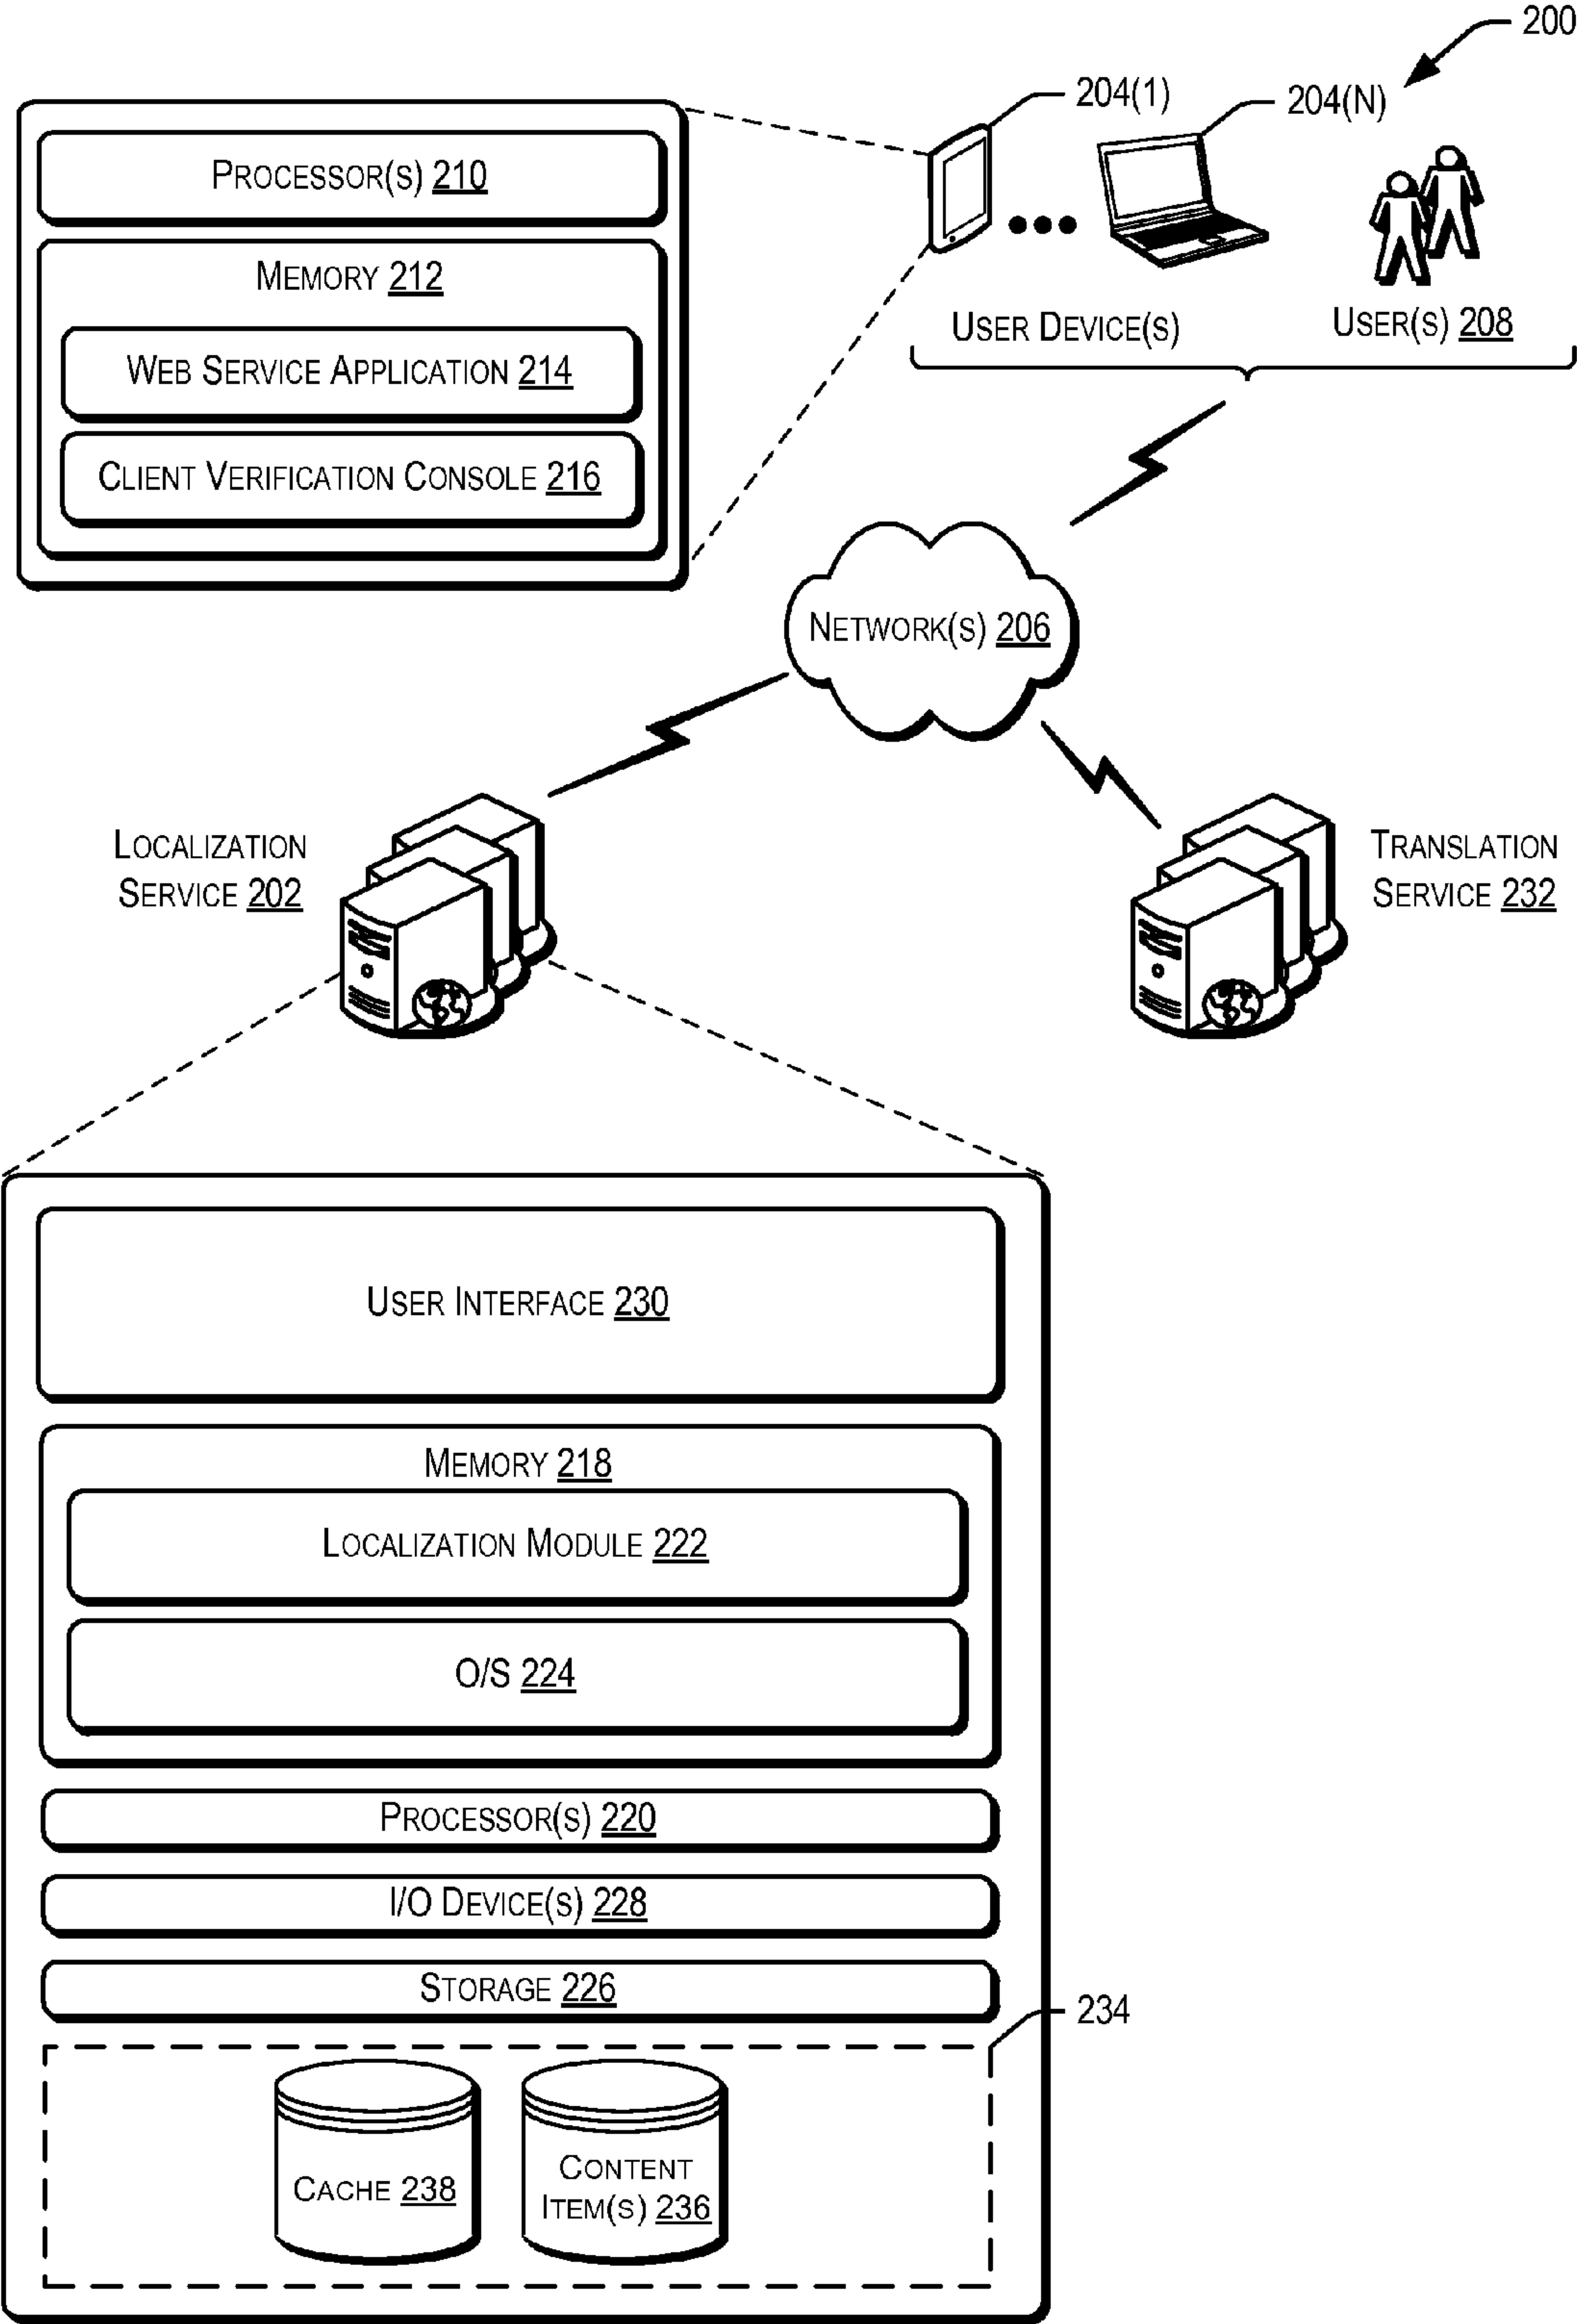 200
204(1)
204(N)
PROCESSOR(S) 210
MEMORY 212
WEB SERVICE APPLICATION 214
CLIENT VERIFICATION CONSOLE 216
USER DEVICE(S)
USER(S) 208
NETWORK(S) 206
LOCALIZATION
SERVICE 202
TRANSLATION
SERVICE 232
USER INTERFACE 230
MEMORY 218
LOCALIZATION MODULE 222
O/S 224
PROCESSOR(S) 220
I/O DEVICE(S) 228
STORAGE 226
234
CACHE 238
CONTENT
ITEM(S) 236